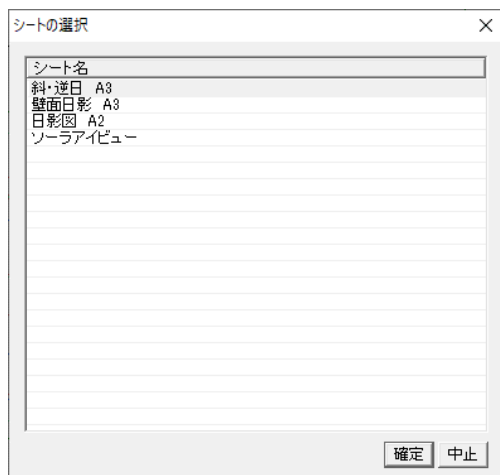 シートの選択
シート名
斜・逆日 A3
壁面日影 A3
日影図 A2
ソーラアイビュー
確定 中止